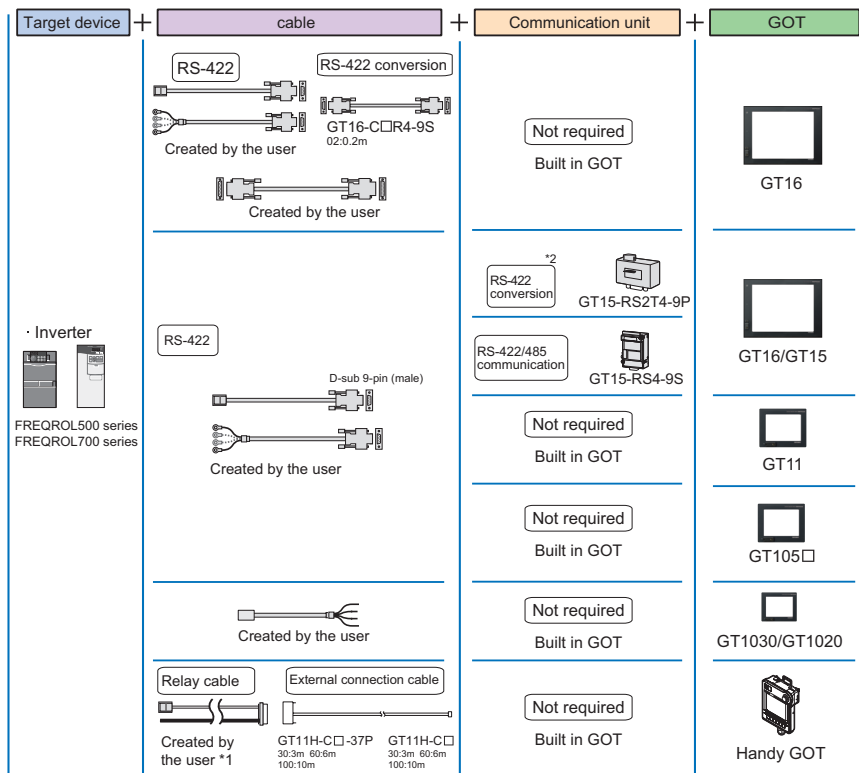 Target device + cable + Communication unit + GOT
RS-422
RS-422 conversion
GT16-C□R4-9S
02:0.2m
Created by the user
Created by the user
Not required
Built in GOT
GT16
· Inverter
FREQROL500 series
FREQROL700 series
RS-422
D-sub 9-pin (male)
Created by the user
*2
RS-422
conversion
GT15-RS2T4-9P
RS-422/485
communication
GT15-RS4-9S
GT16/GT15
Not required
Built in GOT
GT11
Not required
Built in GOT
GT105□
Created by the user
Not required
Built in GOT
GT1030/GT1020
Relay cable
External connection cable
Created by
the user *1
GT11H-C□-37P
30:3m 60:6m
100:10m
GT11H-C□
30:3m 60:6m
100:10m
Not required
Built in GOT
Handy GOT